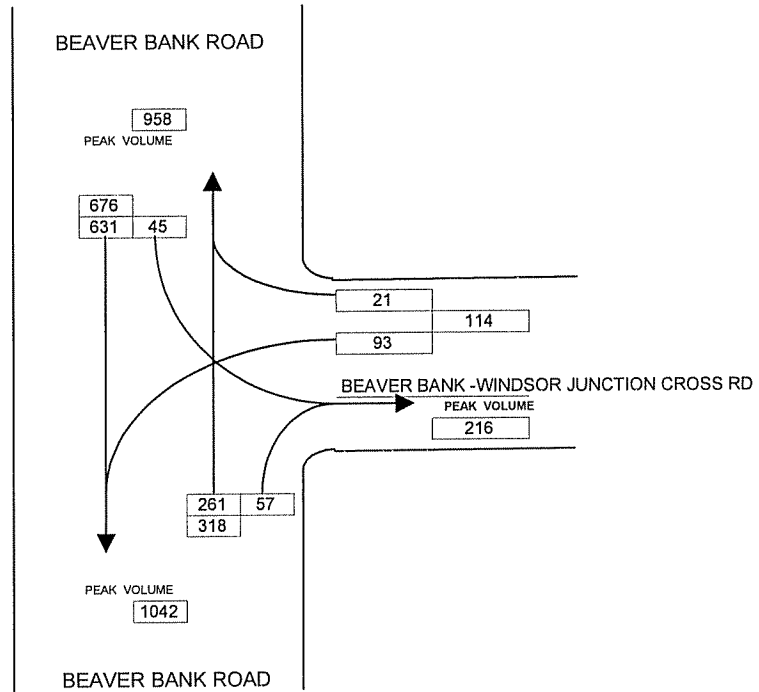 BEAVER BANK ROAD
958
PEAK VOLUME
676
631 45
21
114
93
BEAVER BANK -WINDSOR JUNCTION CROSS RD
PEAK VOLUME
216
261 57
318
PEAK VOLUME
1042
BEAVER BANK ROAD